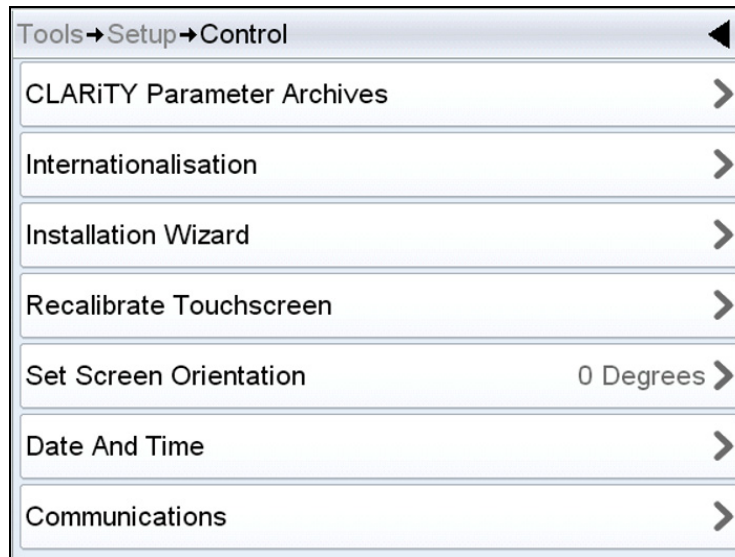 Tools→Setup→Control
CLARiTY Parameter Archives
Internationalisation
Installation Wizard
Recalibrate Touchscreen
Set Screen Orientation 0 Degrees
Date And Time
Communications